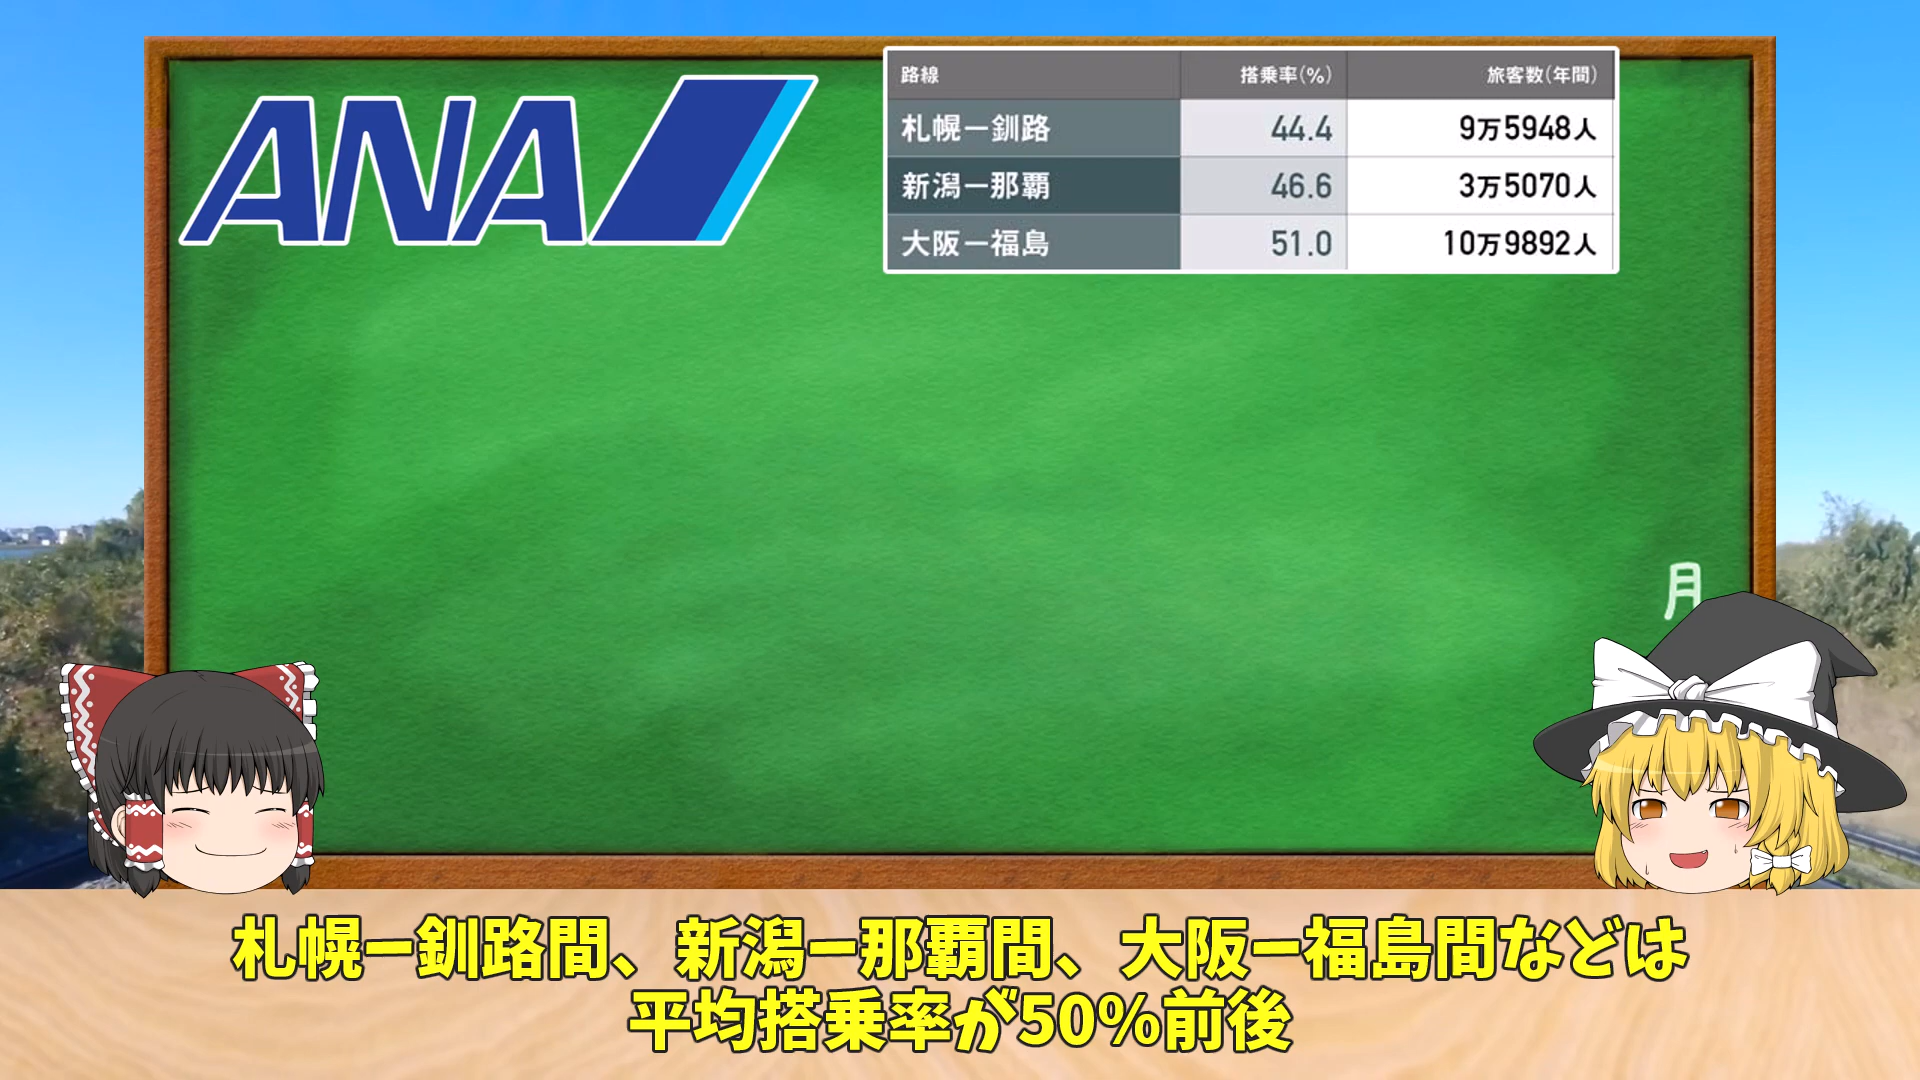 ANA
路線 搭乗率(%) 旅客数(年間)
札幌ー釧路 44.4 9万5948人
新潟ー那覇 46.6 3万5070人
大阪ー福島 51.0 10万9892人
月
札幌ー釧路間、新潟ー那覇間、大阪ー福島間などは
平均搭乗率が50%前後